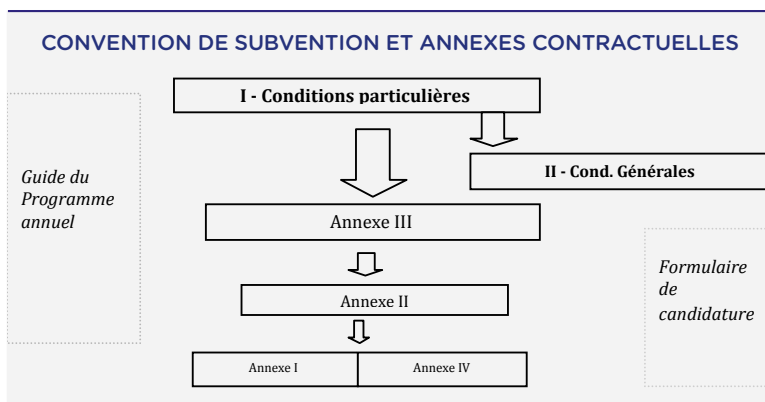 CONVENTION DE SUBVENTION ET ANNEXES CONTRACTUELLES
I - Conditions particulières
II - Cond. Générales
Guide du
Programme
annuel
Annexe III
Formulaire
de
candidature
Annexe II
Annexe I
Annexe IV